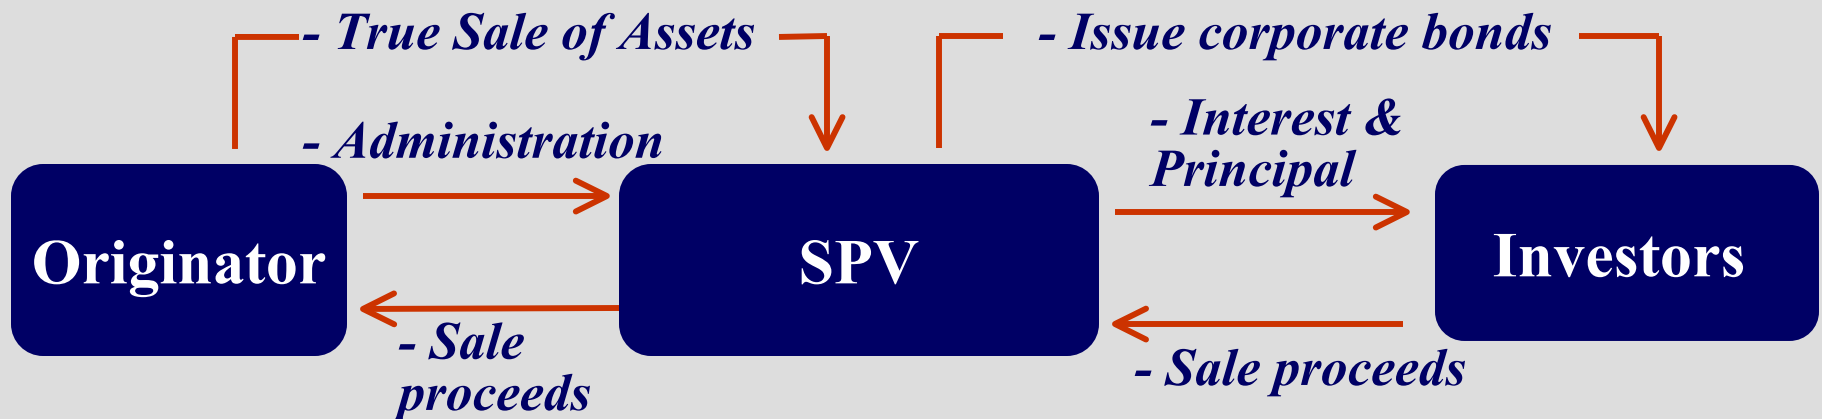 - True Sale of Assets
- Issue corporate bonds
- Administration
- Interest &
Principal
Originator
SPV
Investors
- Sale
proceeds
- Sale proceeds